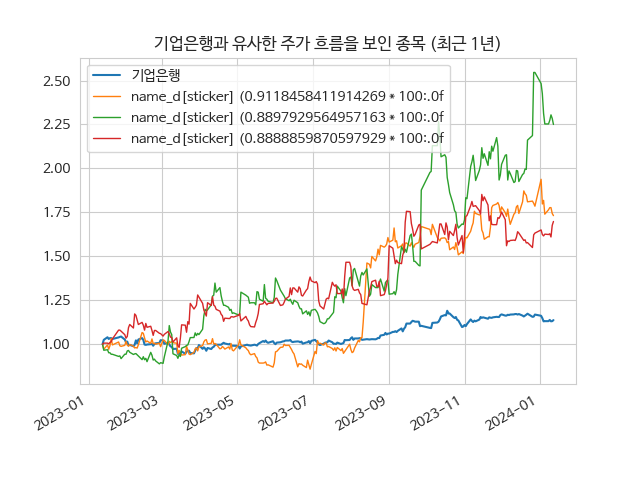 기업은행과 유사한 주가 흐름을 보인 종목 (최근 1년)
기업은행
name_d[sticker] (0.9118458411914269 * 100:.0f
name_d[sticker] (0.8897929564957163 * 100:.0f
name_d[sticker] (0.8888859870597929 * 100:.0f
2.50
2.25
2.00
1.75
1.50
1.25
1.00
2023-01
2023-03
2023-05
2023-07
2023-09
2023-11
2024-01